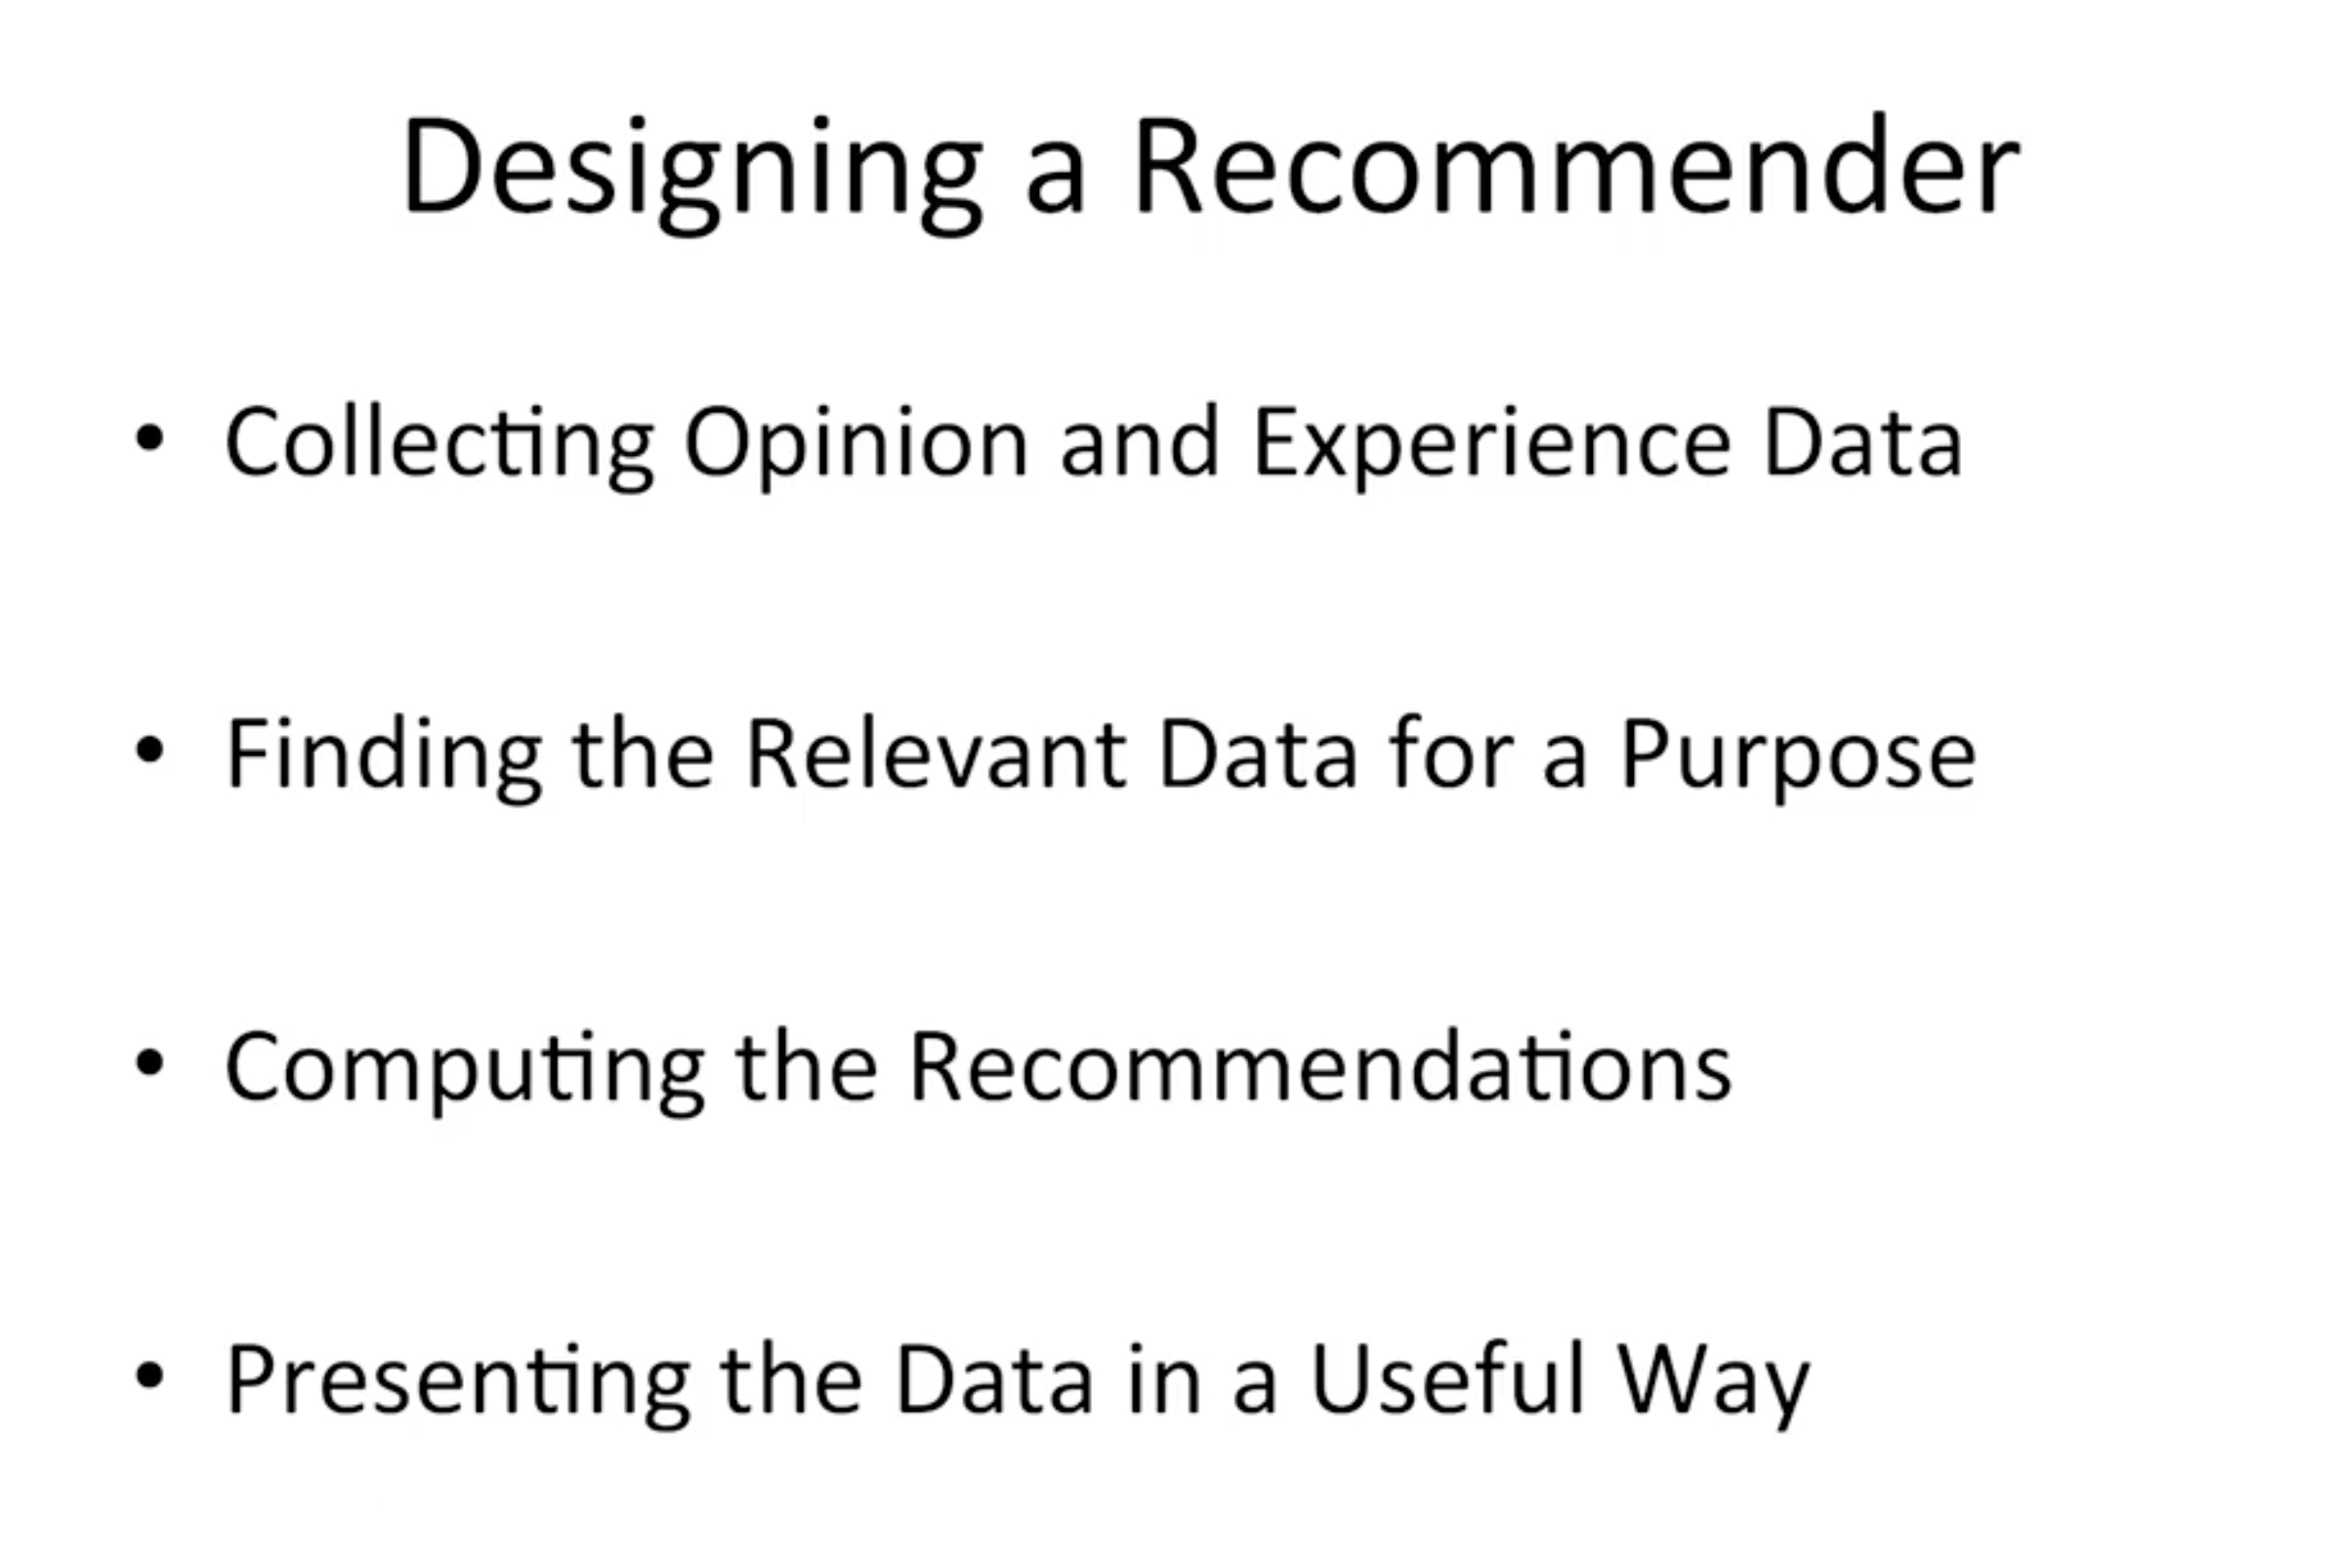 Designing a Recommender
• Collecting Opinion and Experience Data
• Finding the Relevant Data for a Purpose
• Computing the Recommendations
• Presenting the Data in a Useful Way